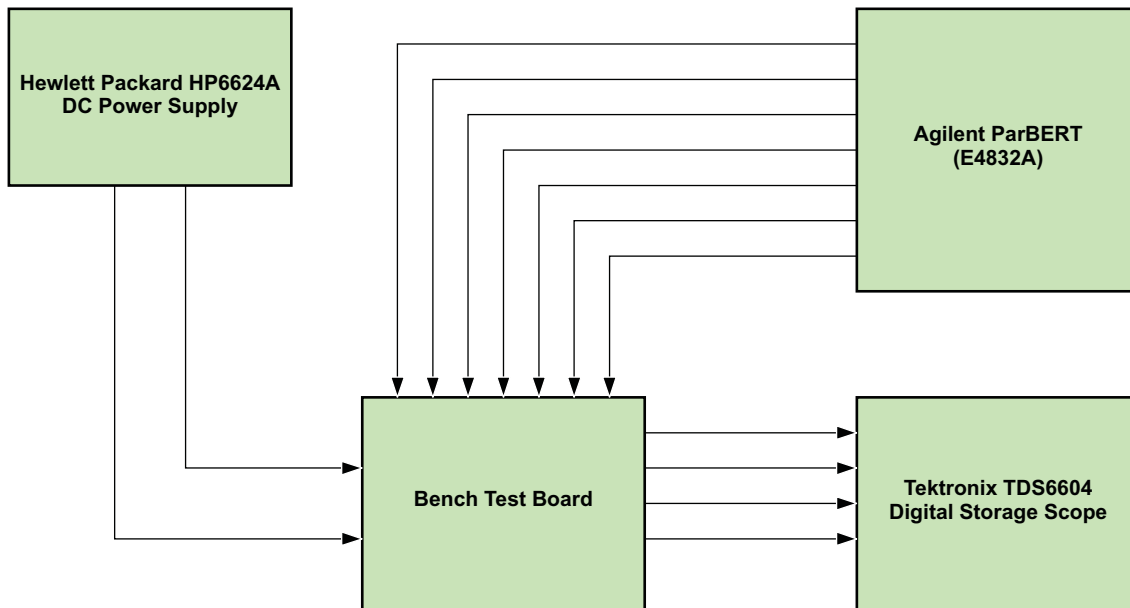 Hewlett Packard HP6624A
DC Power Supply
Agilent ParBERT
(E4832A)
Bench Test Board
Tektronix TDS6604
Digital Storage Scope